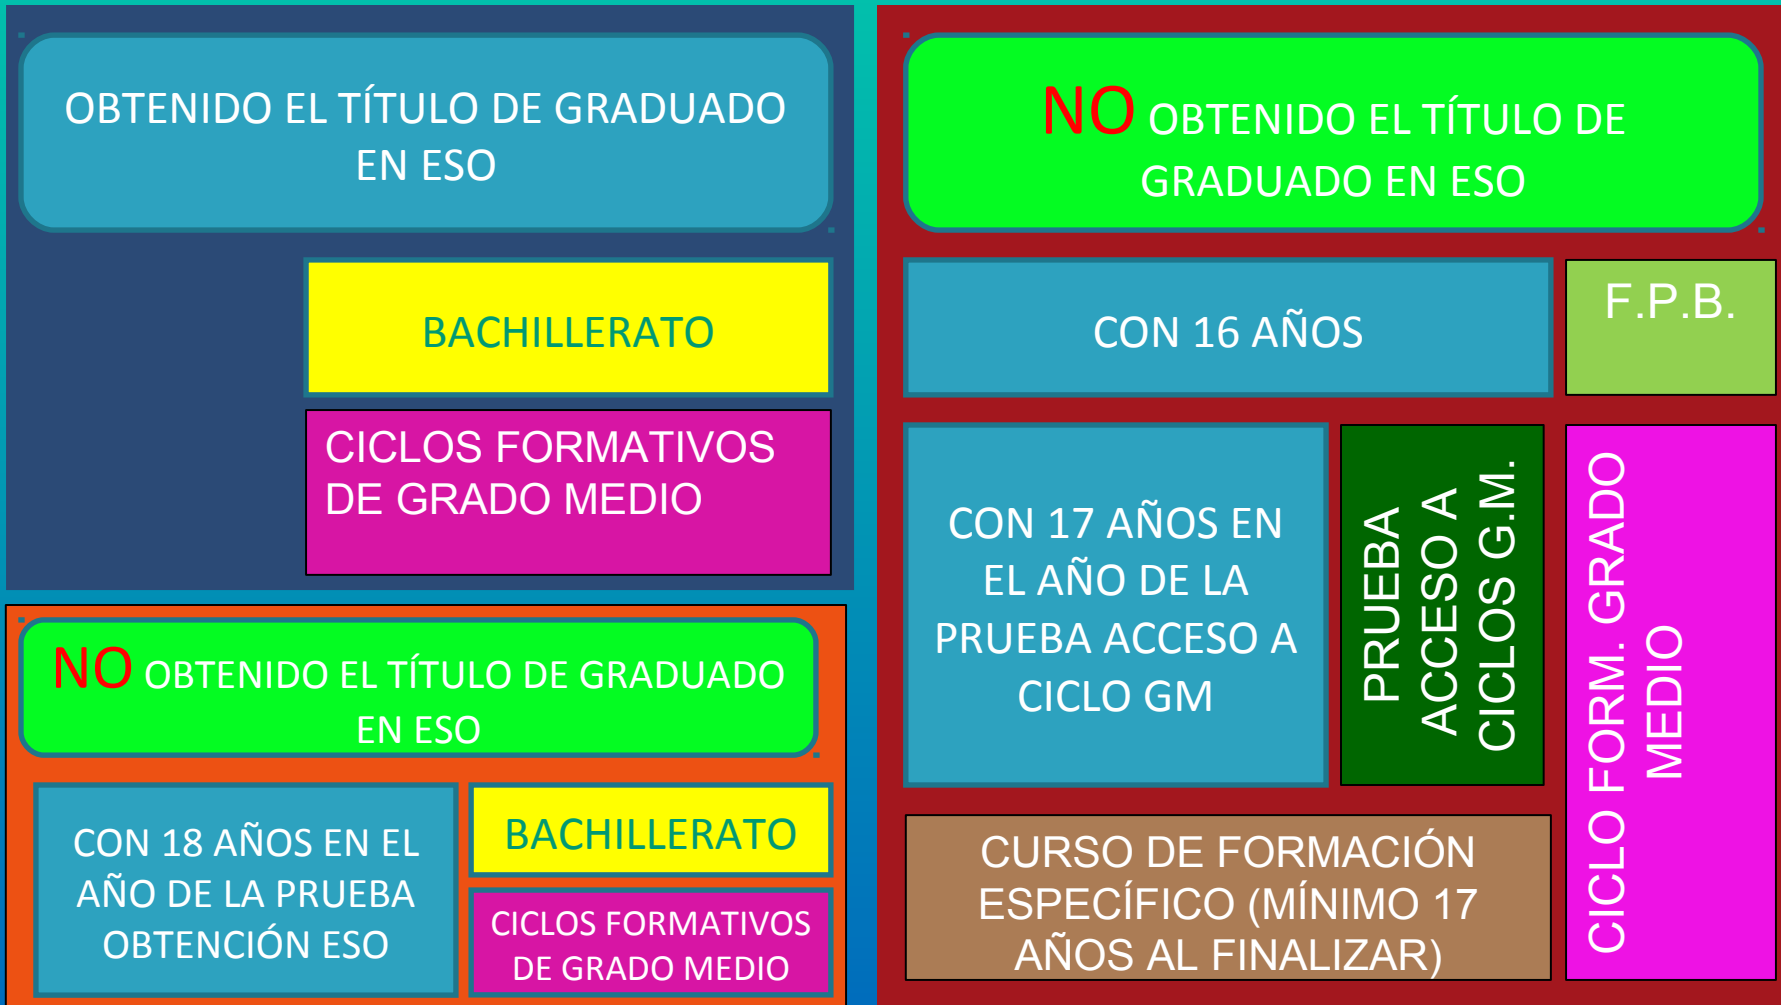 OBTENIDO EL TÍTULO DE GRADUADO
EN ESO
BACHILLERATO
CICLOS FORMATIVOS
DE GRADO MEDIO
NO OBTENIDO EL TÍTULO DE GRADUADO
EN ESO
CON 18 AÑOS EN EL
AÑO DE LA PRUEBA
OBTENCIÓN ESO
BACHILLERATO
CICLOS FORMATIVOS
DE GRADO MEDIO
NO OBTENIDO EL TÍTULO DE
GRADUADO EN ESO
CON 16 AÑOS
F.P.B.
CON 17 AÑOS EN
EL AÑO DE LA
PRUEBA ACCESO A
CICLO GM
PRUEBA
ACCESO A
CICLOS G.M.
CICLO FORM. GRADO
MEDIO
CURSO DE FORMACIÓN
ESPECÍFICO (MÍNIMO 17
AÑOS AL FINALIZAR)